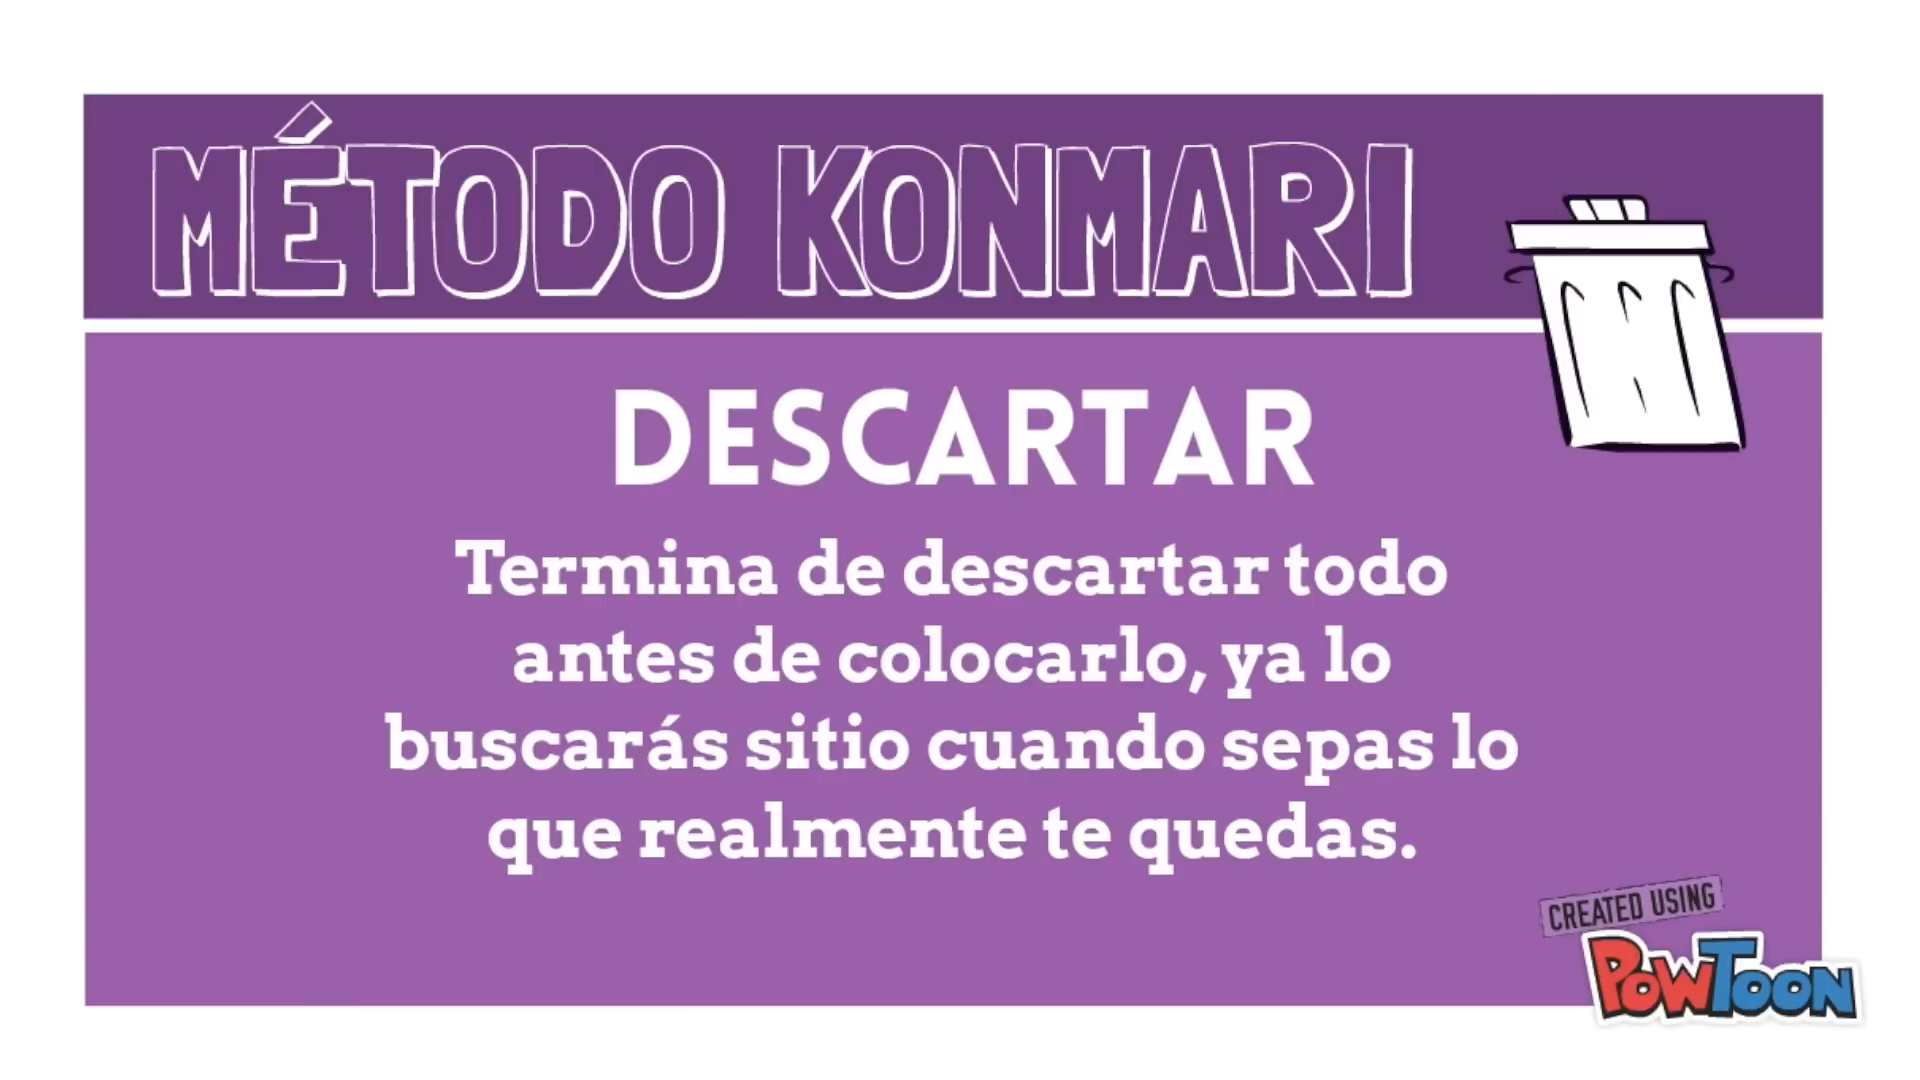 MÉTODO KONMARI
DESCARTAR
Termina de descartar todo
antes de colocarlo, ya lo
buscarás sitio cuando sepas lo
que realmente te quedas.
CREATED USING
POWTOON